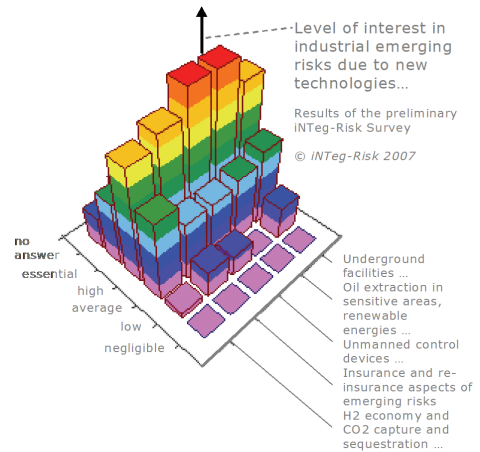 Level of interest in
industrial emerging
risks due to new
technologies…
Results of the preliminary
iNTeg-Risk Survey
© iNTeg-Risk 2007
no
answer
essential
high
average
low
negligible
Underground
facilities …
Oil extraction in
sensitive areas,
renewable
energies …
Unmanned control
devices …
Insurance and re-
insurance aspects of
emerging risks
H2 economy and
CO2 capture and
sequestration …